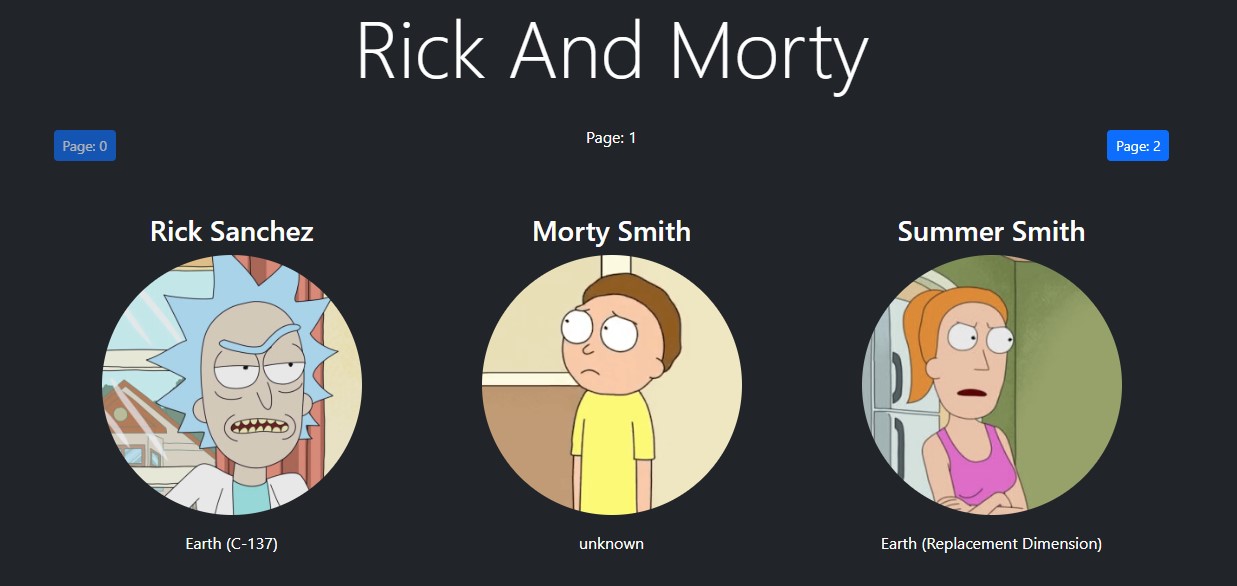 Rick And Morty
Page: 0
Page: 1
Page: 2
Rick Sanchez
Morty Smith
Summer Smith
Earth (C-137)
unknown
Earth (Replacement Dimension)